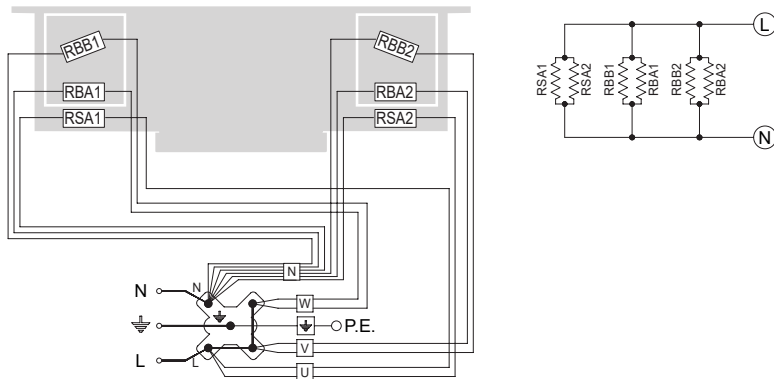 RBB1
RBB2
RBA1
RBA2
RSA1
RSA2
L
RSA1
RSA2
RBB1
RBA1
RBB2
RBA2
N
N
N
N
W
P.E.
L
L
V
U